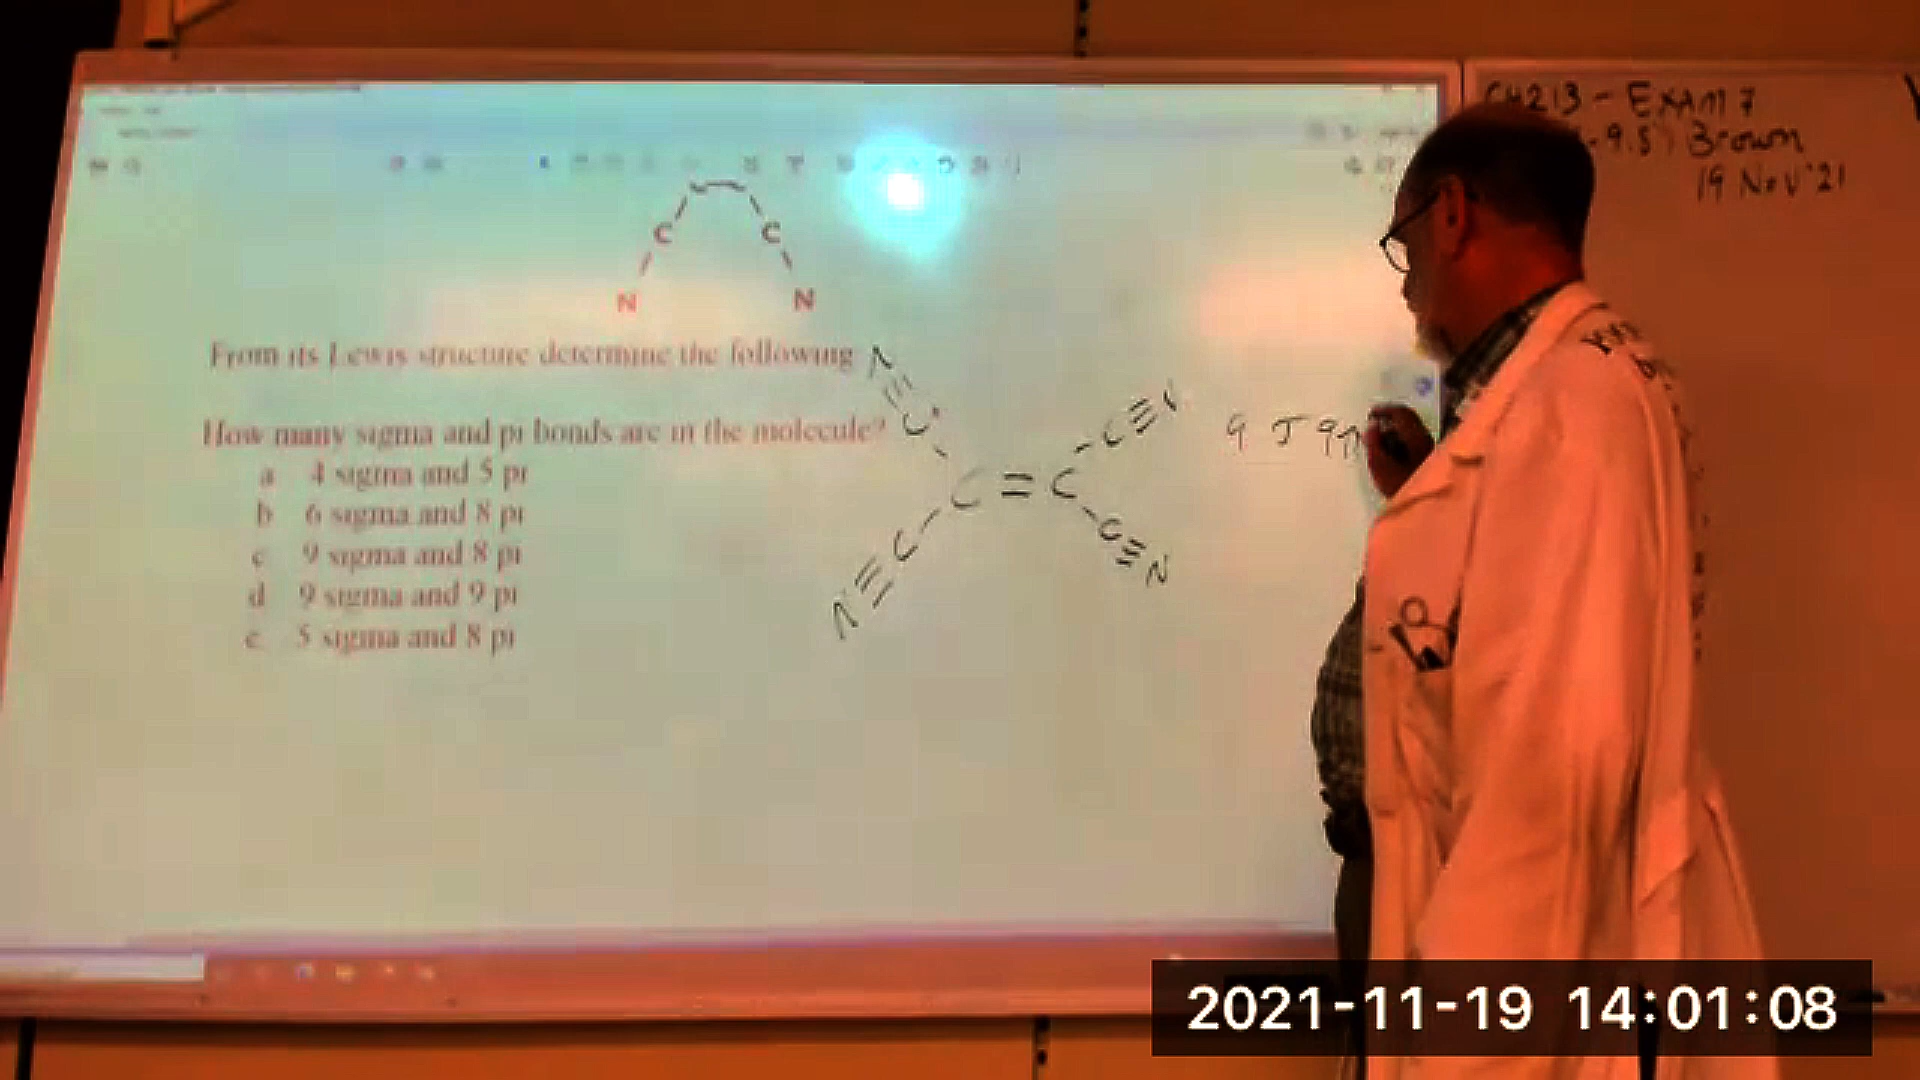 CH213 - EXAM 7
-9.5) Brown
19 Nov '21
C C
N N
From its Lewis structure determine the following
How many sigma and pi bonds are in the molecule?
a 4 sigma and 5 pi
b 6 sigma and 8 pi
c 9 sigma and 8 pi
d 9 sigma and 9 pi
e 5 sigma and 8 pi
C≡
C
C = C
N≡C
C≡N
2021-11-19 14:01:08